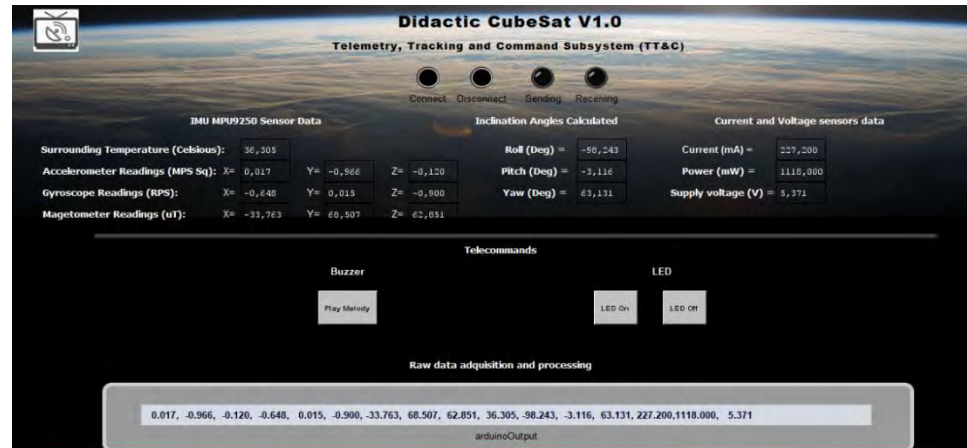 Didactic CubeSat V1.0
Telemetry, Tracking and Command Subsystem (TT&C)
Connect Disconnect Sending Receving
IMU MPU9250 Sensor Data
Inclination Angles Calculated
Current and Voltage sensors data
Surrounding Temperature (Celsious): 36,305
Roll (Deg) = -98,243
Current (mA) = 227,200
Accelerometer Readings (MPS Sq): X= 0,017 Y= -0,966 Z= -0,120
Pitch (Deg) = -3,116
Power (mW) = 1118,000
Gyroscope Readings (RPS): X= -0,648 Y= 0,015 Z= -0,900
Yaw (Deg) = 63,131
Supply voltage (V) = 5,371
Magetometer Readings (uT): X= -33,763 Y= 68,507 Z= 62,851
Telecommands
Buzzer
LED
Play Melody
LED On
LED Off
Raw data adquisition and processing
0.017, -0.966, -0.120, -0.648, 0.015, -0.900, -33.763, 68.507, 62.851, 36.305, -98.243, -3.116, 63.131, 227.200,1118.000, 5.371
arduinoOutput